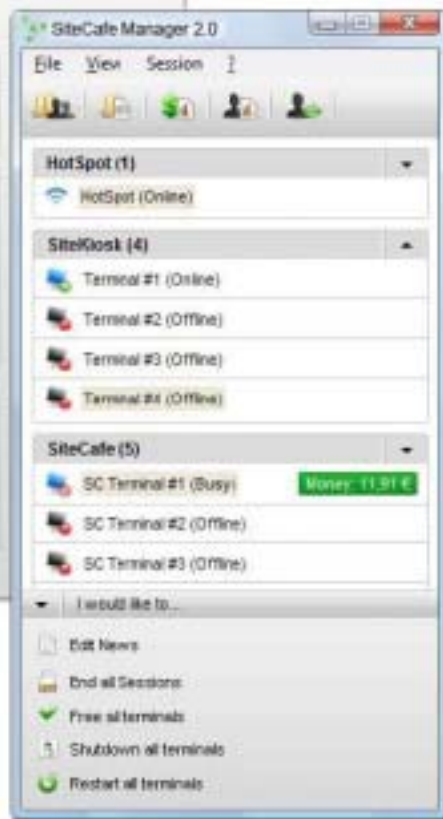 SiteCafe Manager 2.0
File View Session ?
HotSpot (1)
HotSpot (Online)
SiteKiosk (4)
Terminal #1 (Online)
Terminal #2 (Offline)
Terminal #3 (Offline)
Terminal #4 (Offline)
SiteCafe (5)
SC Terminal #1 (Busy) Money: 11,91 €
SC Terminal #2 (Offline)
SC Terminal #3 (Offline)
I would like to...
Edit News
End all Sessions
Free all terminals
Shutdown all terminals
Restart all terminals